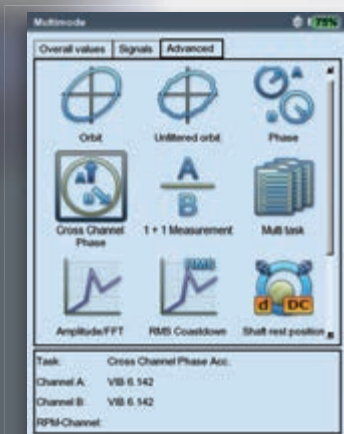 Multimode 75%
Overall values Signals Advanced
Orbit Unfiltered orbit Phase
A B
A
B
Cross Channel Phase 1 + 1 Measurement Multi task
RMS
d DC
Amplitude/FFT RMS Coastdown Shaft rest position
Task: Cross Channel Phase Acc.
Channel A: VIB 6.142
Channel B: VIB 6.142
RPM-Channel: